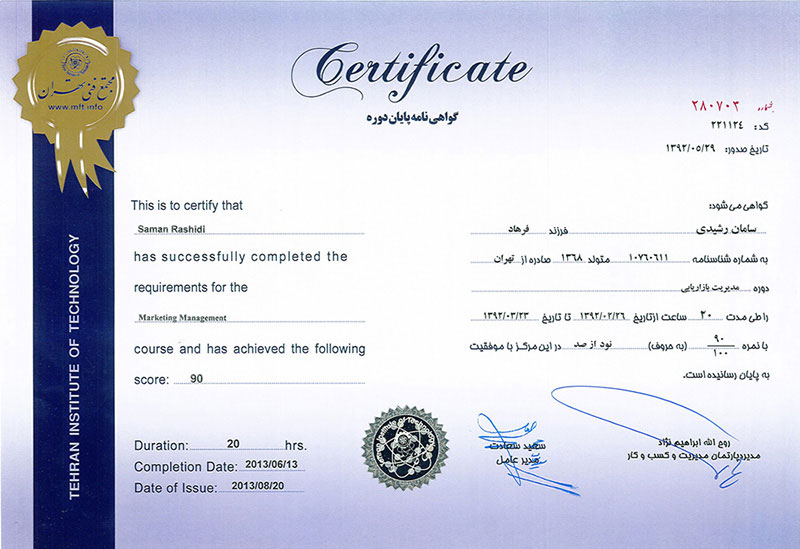 Certificate
گواهی نامه پایان دوره
مجتمع فنی تهران
www.mft.info
TEHRAN INSTITUTE OF TECHNOLOGY
شماره ۲۸۰۷۰۲
کد: ۲۲۱۱۲۴
تاریخ صدور: ۱۳۹۲/۰۵/۲۹
This is to certify that
Saman Rashidi
has successfully completed the
requirements for the
Marketing Management
course and has achieved the following
score: 90
Duration: 20 hrs.
Completion Date: 2013/06/13
Date of Issue: 2013/08/20
گواهی می شود:
سامان رشیدی فرزند فرهاد
به شماره شناسنامه ۱۰۷۶۰۶۱۱ متولد ۱۳۶۸ صادره از تهران
دوره مدیریت بازاریابی
را طی مدت ۲۰ ساعت از تاریخ ۱۳۹۲/۰۲/۲۶ تا تاریخ ۱۳۹۲/۰۳/۲۳
با نمره ۹۰/۱۰۰ (به حروف) نود از صد در این مرکز با موفقیت
به پایان رسانیده است.
سعید سعادت
مدیر عامل
روح الله ابراهیم نژاد
مدیر دپارتمان مدیریت و کسب و کار